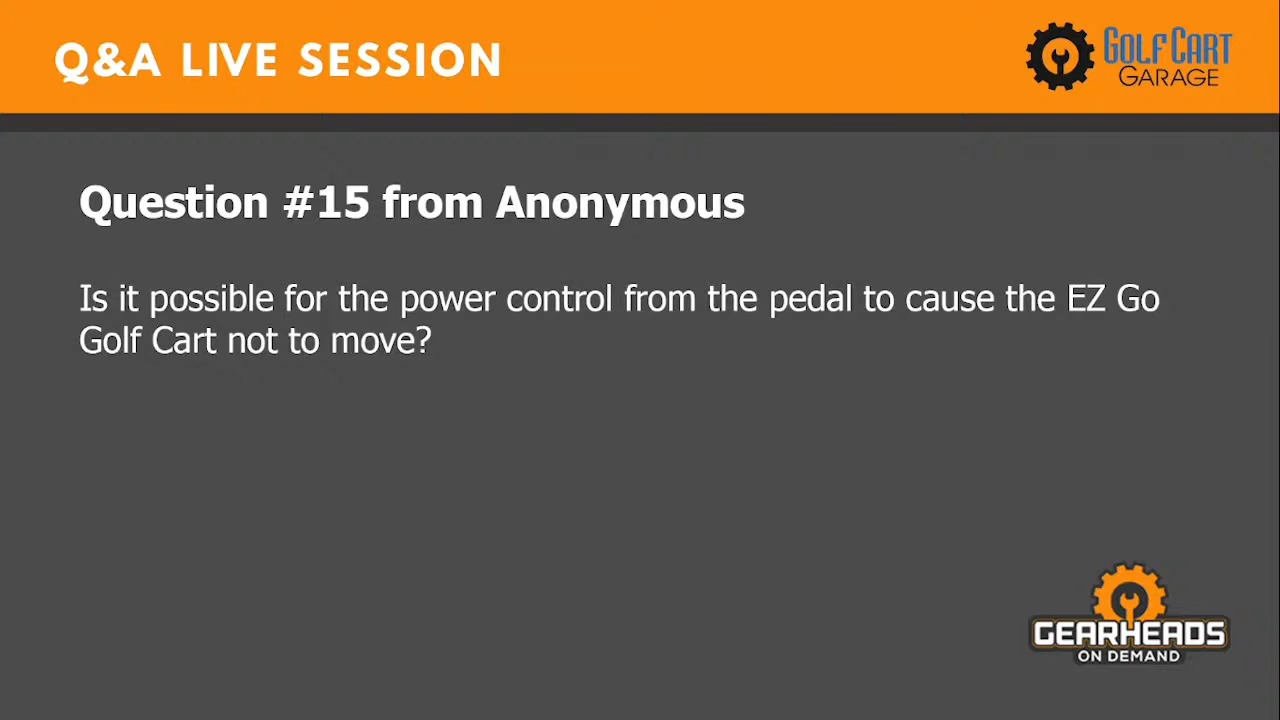 Q&A LIVE SESSION
GOLF CART
GARAGE
Question #15 from Anonymous
Is it possible for the power control from the pedal to cause the EZ Go
Golf Cart not to move?
GEARHEADS
ON DEMAND